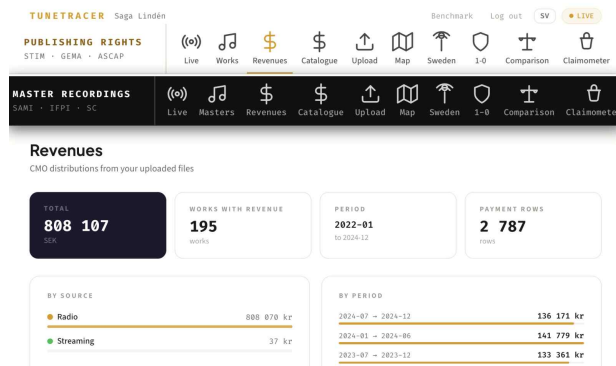 TUNETRACER Saga Lindén Benchmark Log out SV LIVE
PUBLISHING RIGHTS
STIM · GEMA · ASCAP
Live Works Revenues Catalogue Upload Map Sweden 1-0 Comparison Claimometer
MASTER RECORDINGS
SAMI · IFPI · SC
Live Masters Revenues Catalogue Upload Map Sweden 1-0 Comparison Claimomete
Revenues
CMO distributions from your uploaded files
TOTAL
808 107
SEK
WORKS WITH REVENUE
195
works
PERIOD
2022-01
to 2024-12
PAYMENT ROWS
2 787
rows
BY SOURCE
Radio 808 070 kr
Streaming 37 kr
BY PERIOD
2024-07 → 2024-12 136 171 kr
2024-01 → 2024-06 141 779 kr
2023-07 → 2023-12 133 361 kr